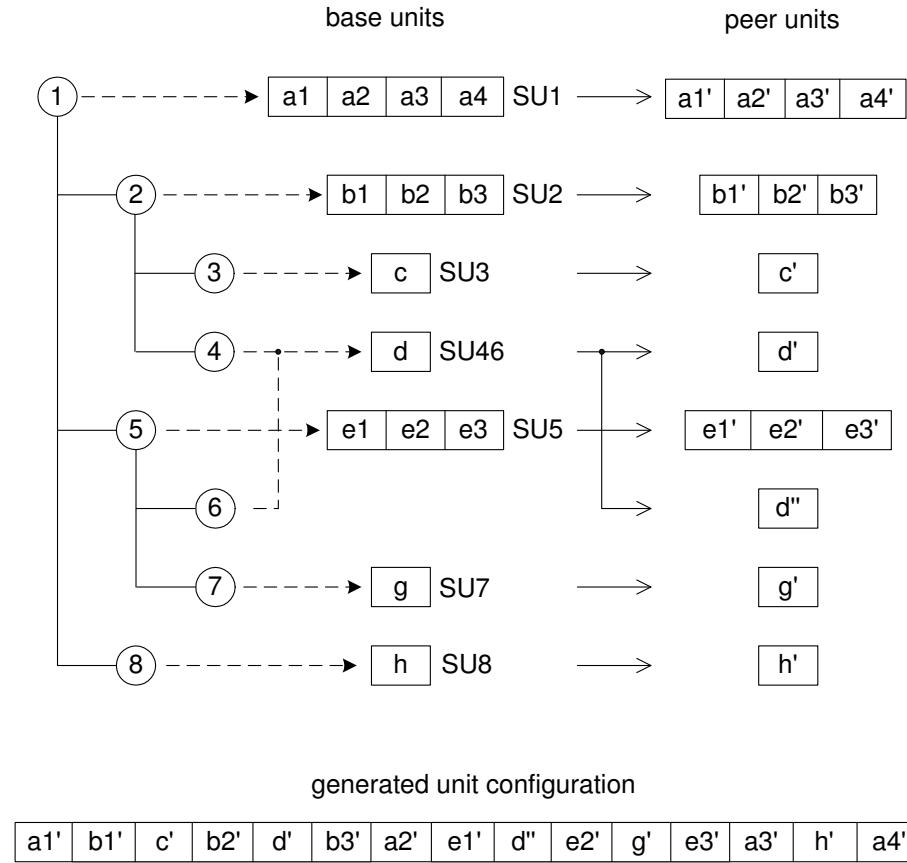 base units peer units
1 a1 a2 a3 a4 SU1 a1' a2' a3' a4'
2 b1 b2 b3 SU2 b1' b2' b3'
3 c SU3 c'
4 d SU46 d'
5 e1 e2 e3 SU5 e1' e2' e3'
6 d''
7 g SU7 g'
8 h SU8 h'
generated unit configuration
a1' b1' c' b2' d' b3' a2' e1' d'' e2' g' e3' a3' h' a4'